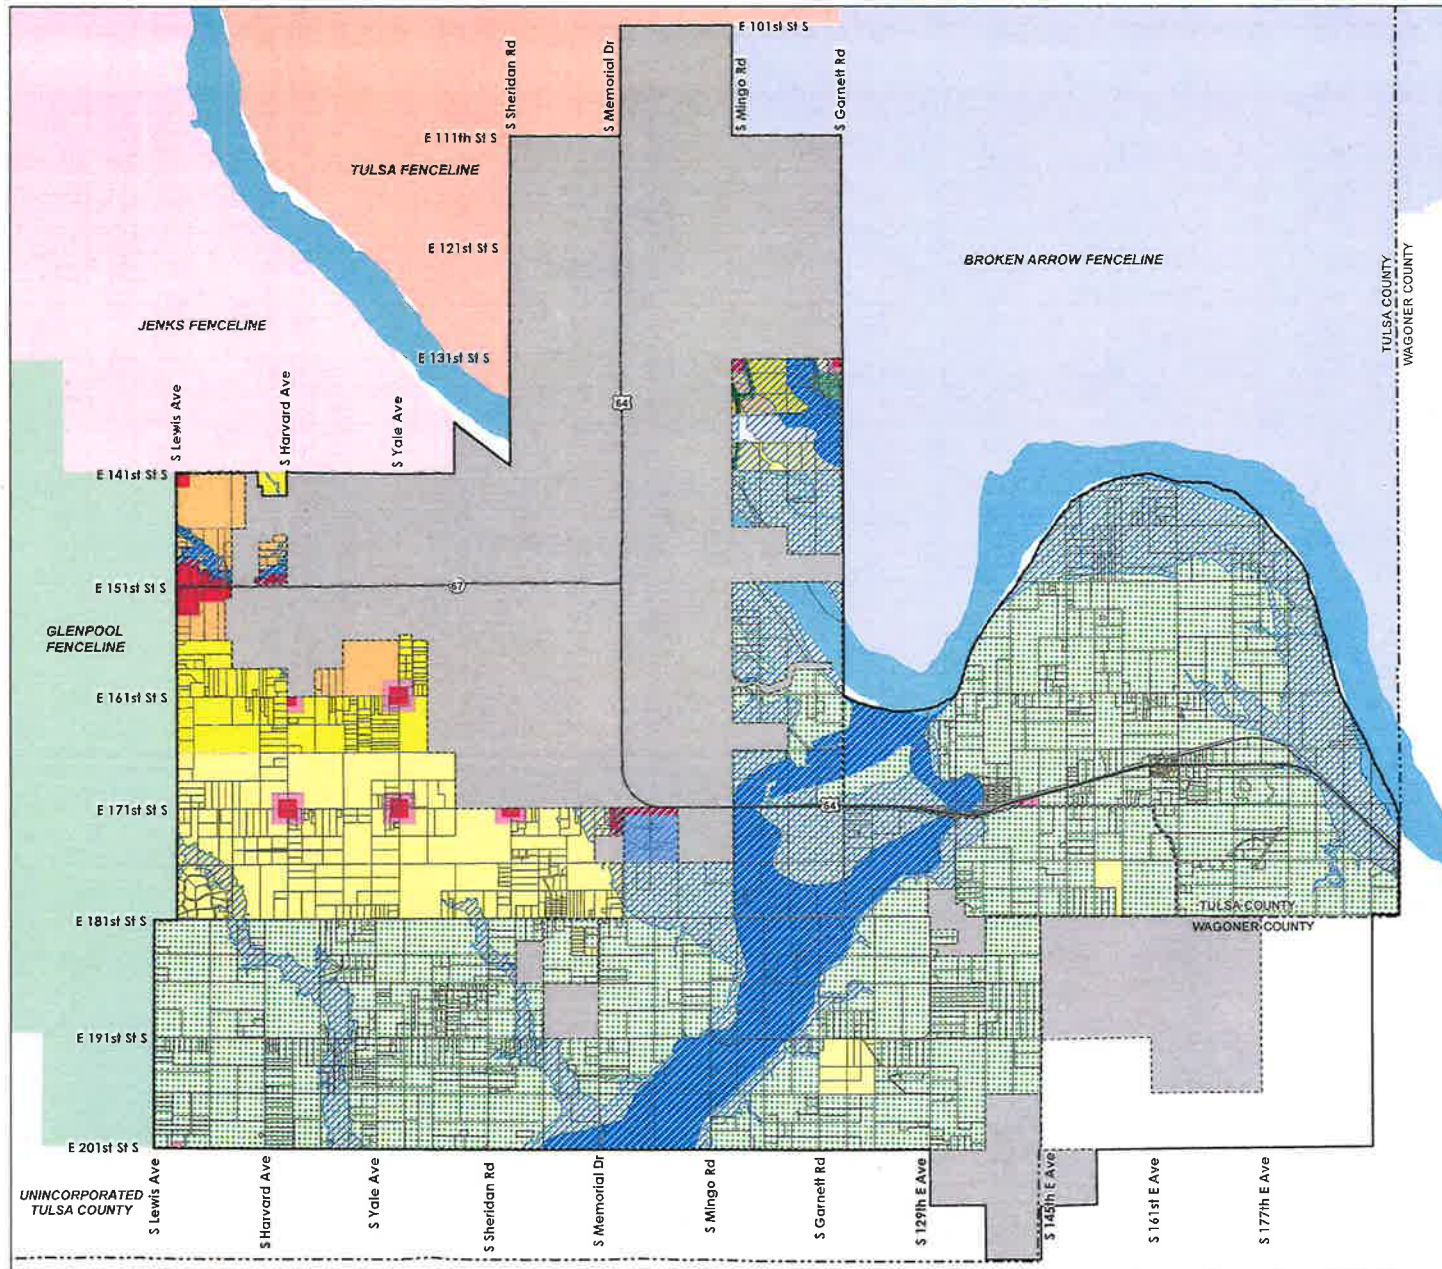 E 101st St S
S Sheridan Rd
S Memorial Dr
S Mingo Rd
S Garnett Rd
E 111th St S
TULSA FENCELINE
E 121st St S
BROKEN ARROW FENCELINE
TULSA COUNTY
WAGONER COUNTY
JENKS FENCELINE
E 131st St S
S Lewis Ave
S Harvard Ave
S Yale Ave
64
E 141st St S
E 151st St S
67
GLENPOOL
FENCELINE
E 161st St S
E 171st St S
64
E 181st St S
TULSA COUNTY
WAGONER COUNTY
E 191st St S
E 201st St S
UNINCORPORATED
TULSA COUNTY
S Lewis Ave
S Harvard Ave
S Yale Ave
S Sheridan Rd
S Memorial Dr
S Mingo Rd
S Garnett Rd
S 129th E Ave
S 145th E Ave
S 161st E Ave
S 177th E Ave